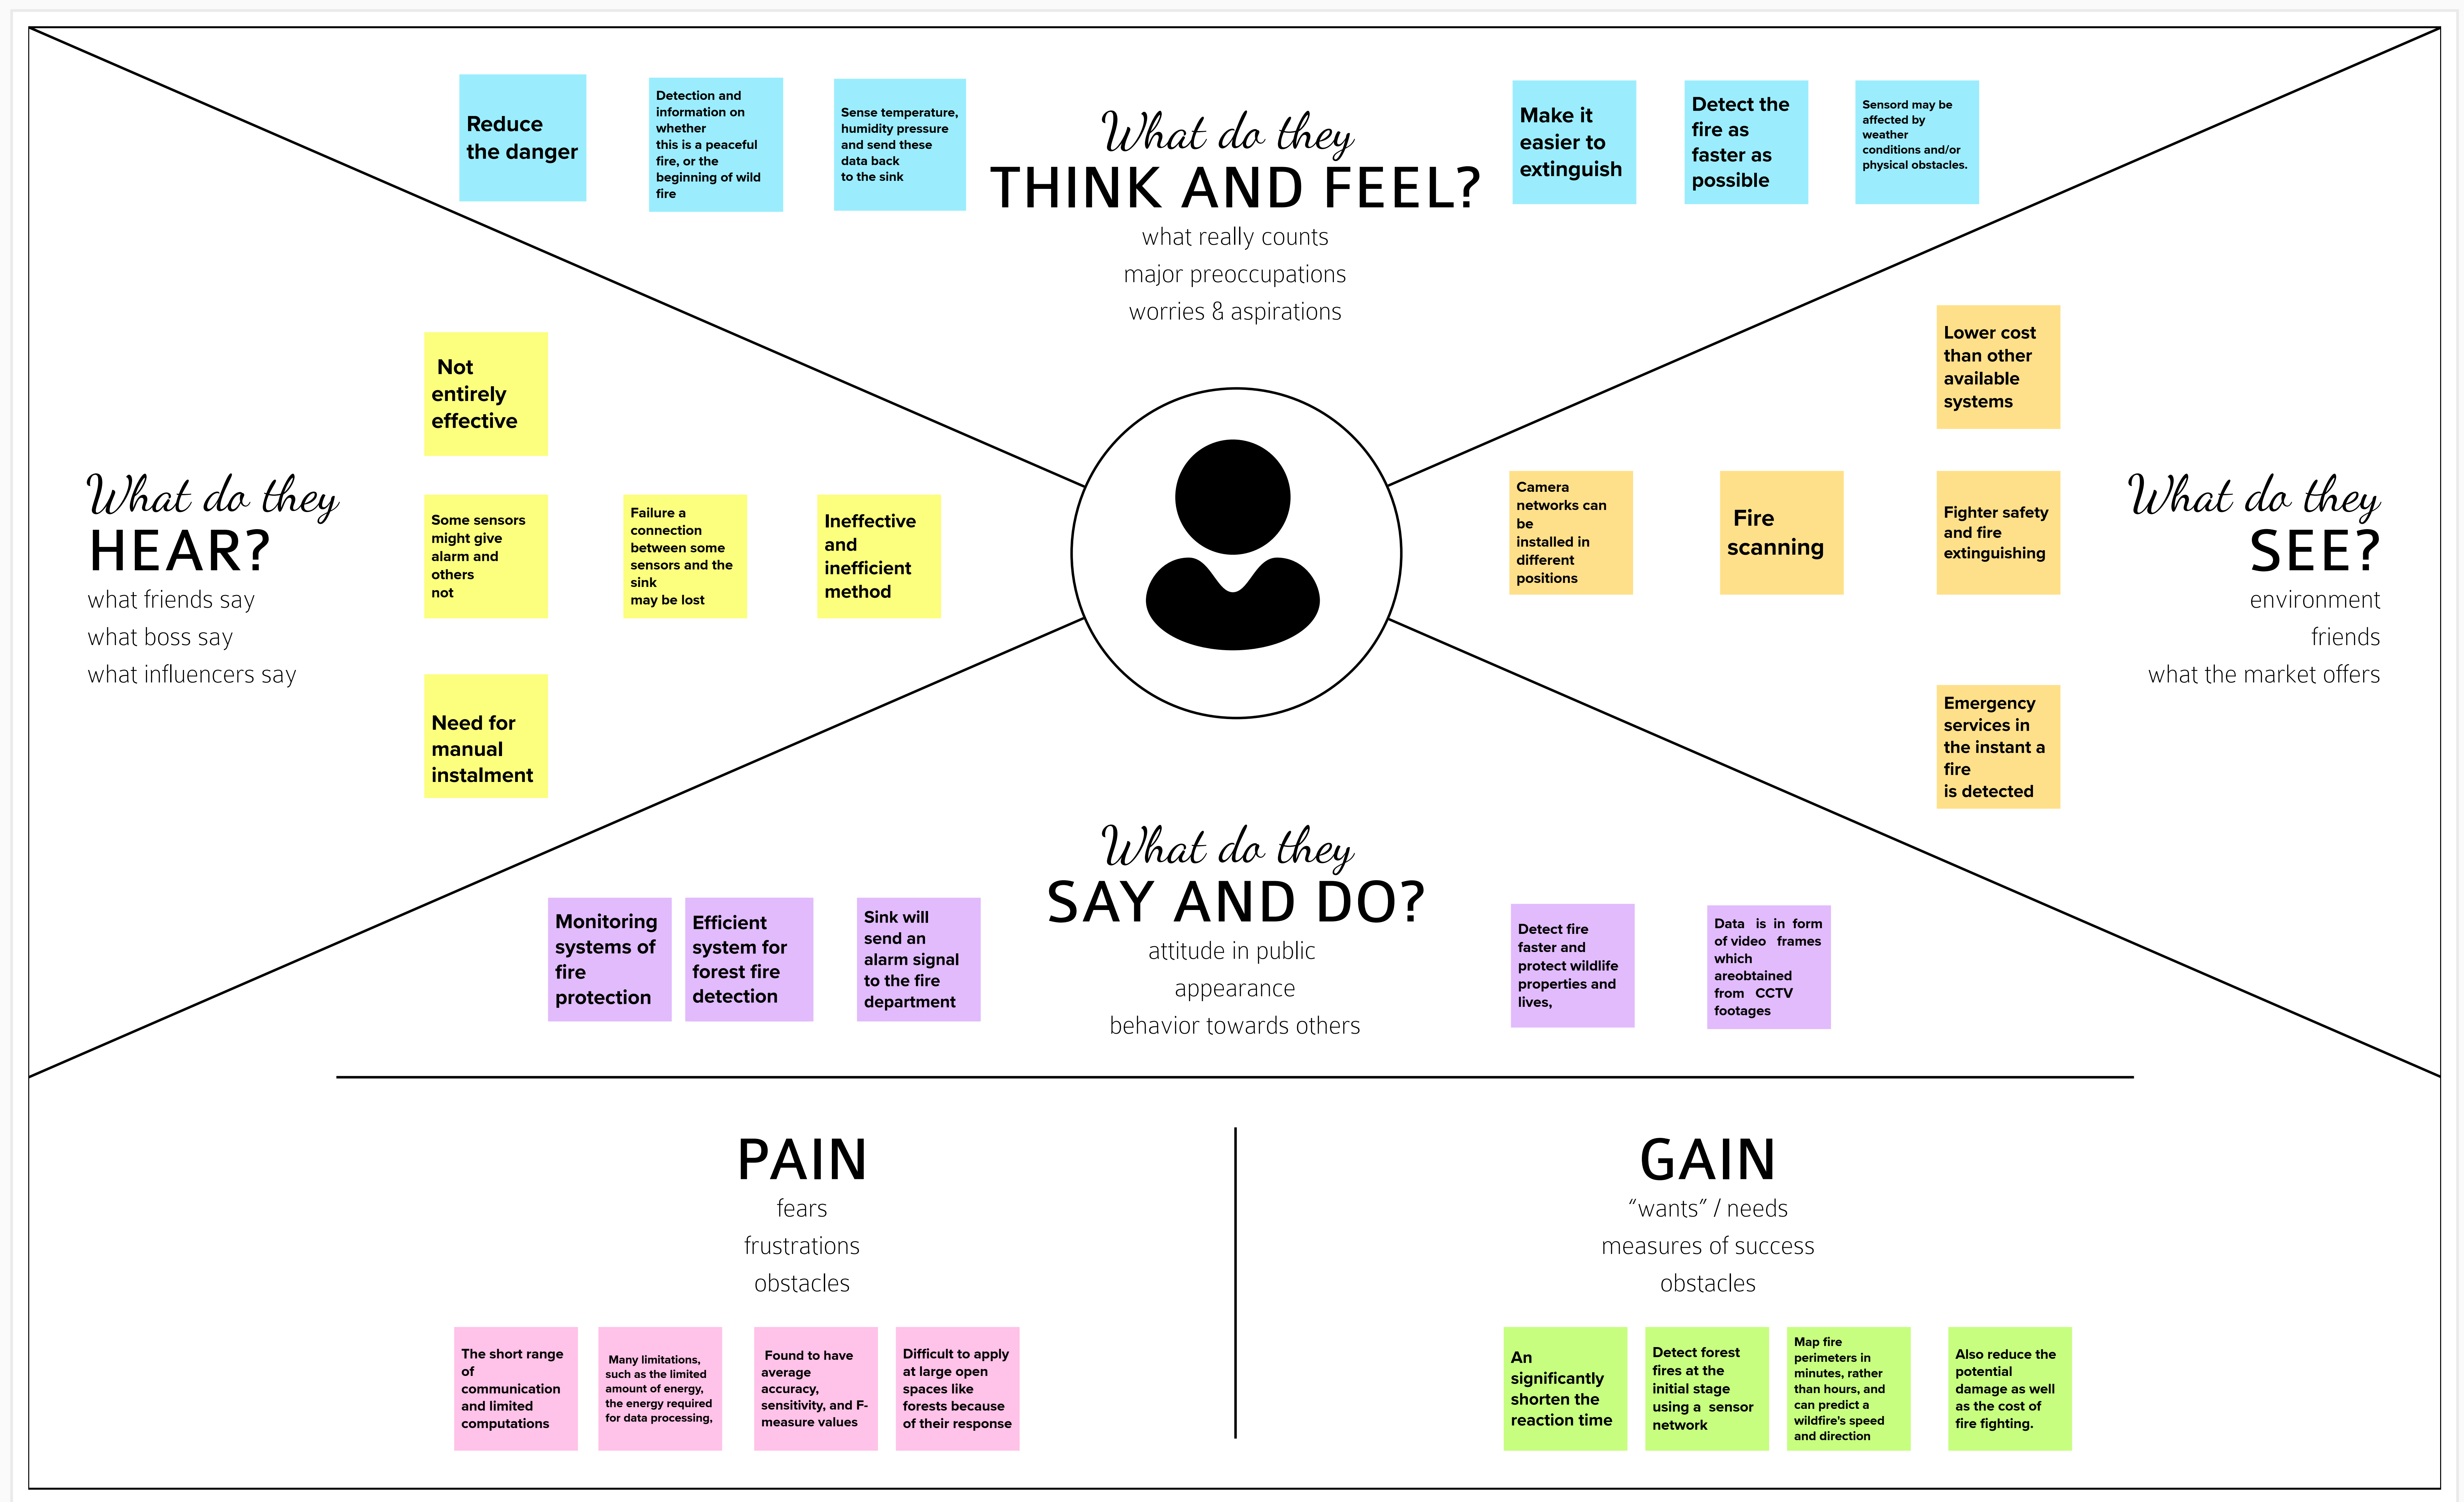 Reduce
the danger
Detection and
information on
whether
this is a peaceful
fire, or the
beginning of wild
fire
Sense temperature,
humidity pressure
and send these
data back
to the sink
What do they
THINK AND FEEL?
what really counts
major preoccupations
worries & aspirations
Make it
easier to
extinguish
Detect the
fire as
faster as
possible
Sensord may be
affected by
weather
conditions and/or
physical obstacles.
What do they
HEAR?
what friends say
what boss say
what influencers say
Not
entirely
effective
Some sensors
might give
alarm and
others
not
Failure a
connection
between some
sensors and the
sink
may be lost
Ineffective
and
inefficient
method
Need for
manual
instalment
Lower cost
than other
available
systems
Camera
networks can
be
installed in
different
positions
Fire
scanning
Fighter safety
and fire
extinguishing
Emergency
services in
the instant a
fire
is detected
What do they
SEE?
environment
friends
what the market offers
What do they
SAY AND DO?
attitude in public
appearance
behavior towards others
Monitoring
systems of
fire
protection
Efficient
system for
forest fire
detection
Sink will
send an
alarm signal
to the fire
department
Detect fire
faster and
protect wildlife
properties and
lives,
Data is in form
of video frames
which
areobtained
from CCTV
footages
PAIN
fears
frustrations
obstacles
The short range
of
communication
and limited
computations
Many limitations,
such as the limited
amount of energy,
the energy required
for data processing,
Found to have
average
accuracy,
sensitivity, and F-
measure values
Difficult to apply
at large open
spaces like
forests because
of their response
GAIN
“wants” / needs
measures of success
obstacles
An
significantly
shorten the
reaction time
Detect forest
fires at the
initial stage
using a sensor
network
Map fire
perimeters in
minutes, rather
than hours, and
can predict a
wildfire's speed
and direction
Also reduce the
potential
damage as well
as the cost of
fire fighting.